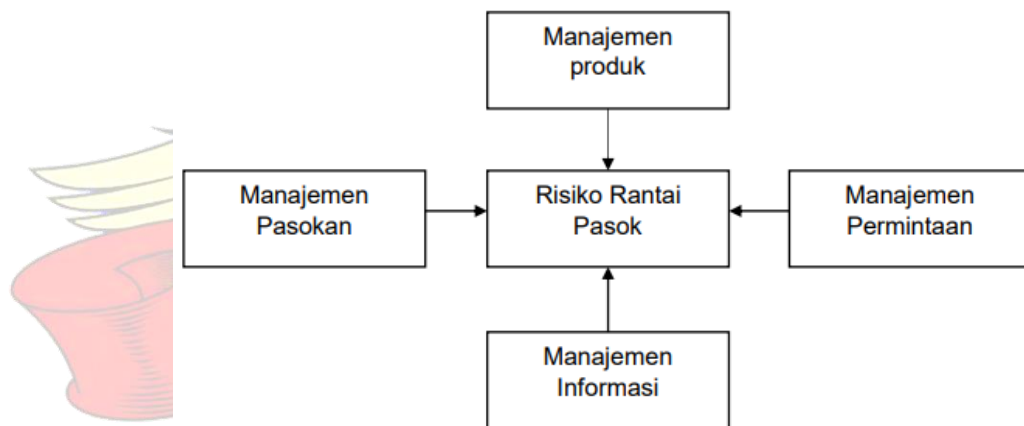 Manajemen
produk
Manajemen
Pasokan
Risiko Rantai
Pasok
Manajemen
Permintaan
Manajemen
Informasi